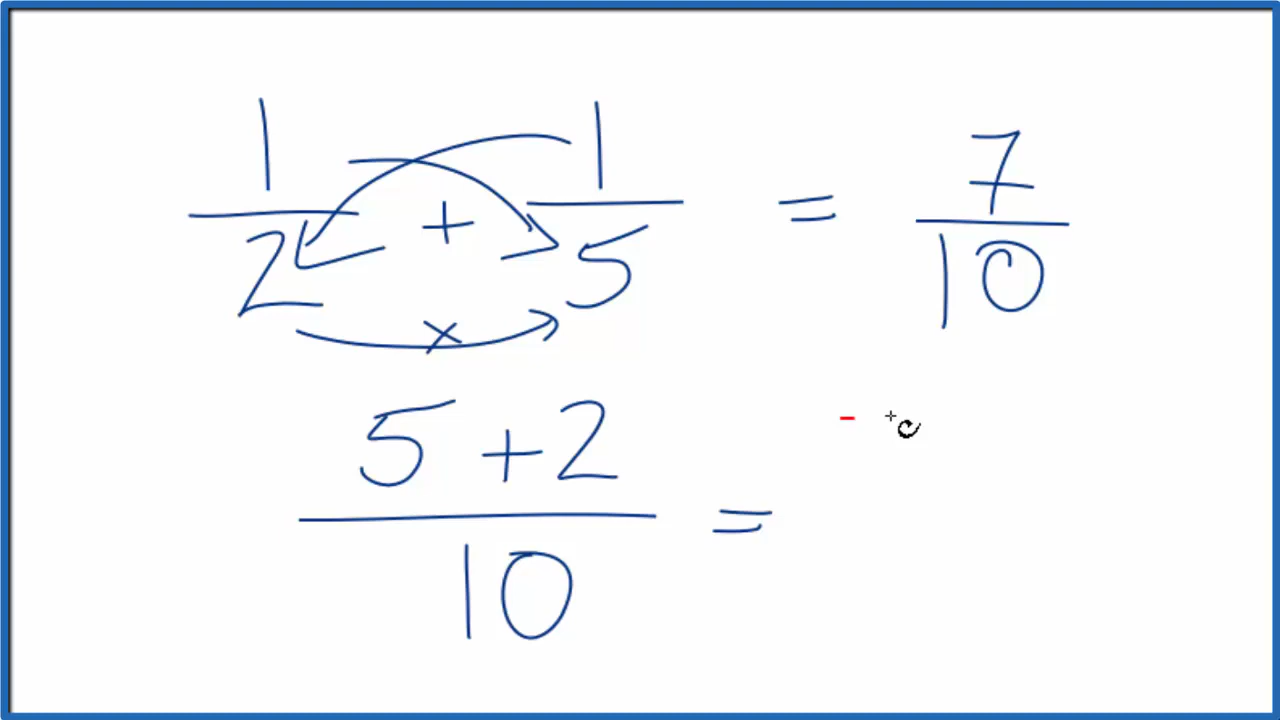 1/2 + 1/5 = 7/10
×
5 + 2/10 =
-